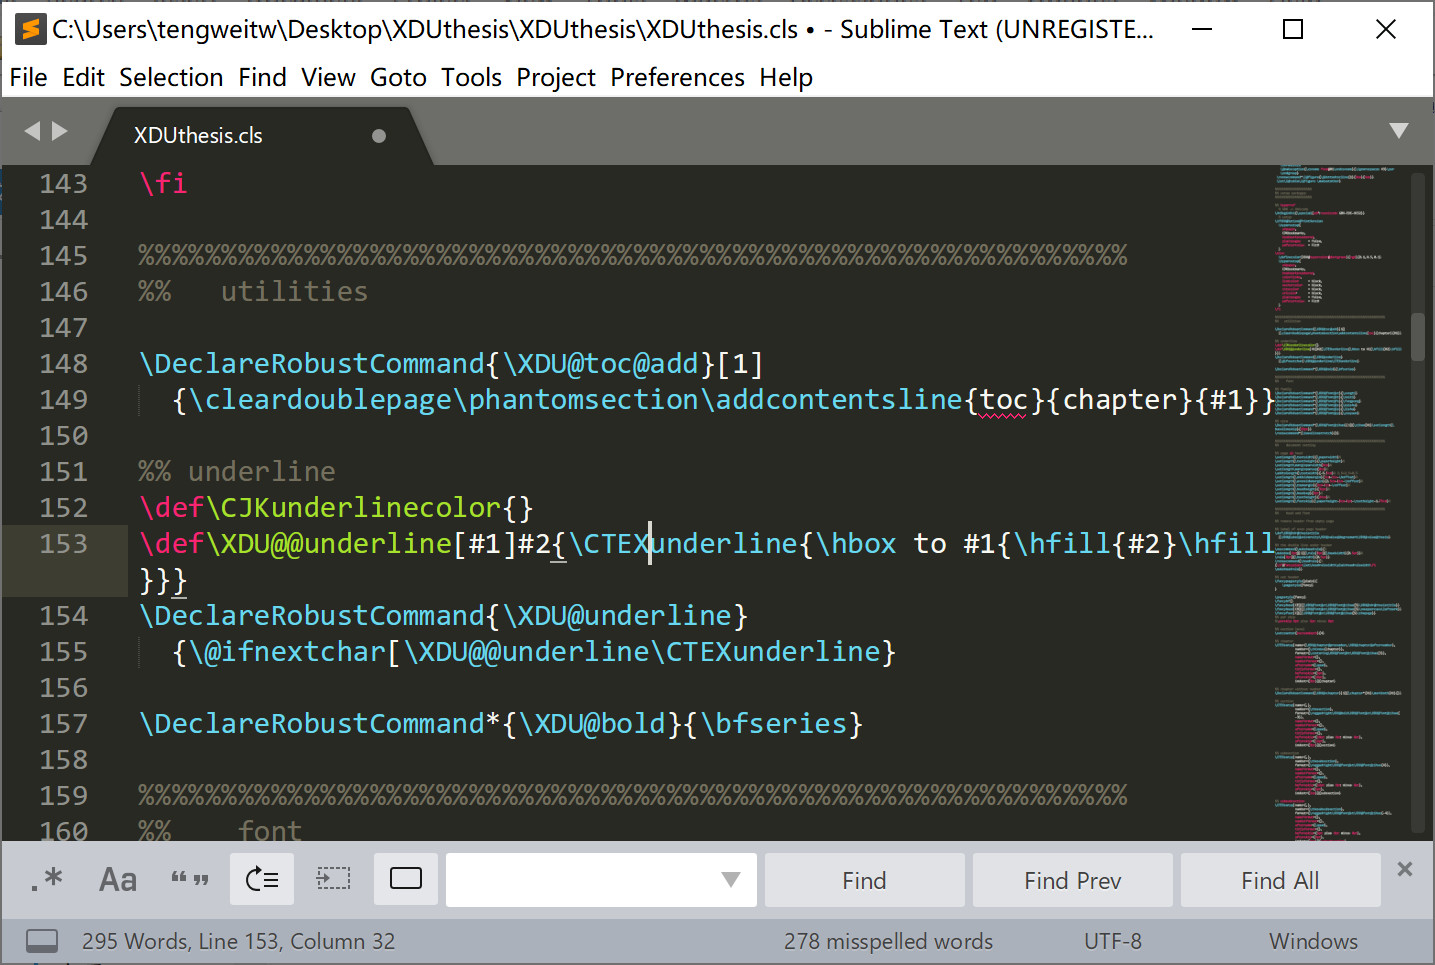 C:\Users\tengweitw\Desktop\XDUthesis\XDUthesis\XDUthesis.cls • - Sublime Text (UNREGISTE...
File Edit Selection Find View Goto Tools Project Preferences Help
XDUthesis.cls
143 \fi
144
145 %%%%%%%%%%%%%%%%%%%%%%%%%%%%%%%%%%%%%%%%%%%%%%%%%%%%%%%%%%%%
146 %%   utilities
147
148 \DeclareRobustCommand{\XDU@toc@add}[1]
149   {\cleardoublepage\phantomsection\addcontentsline{toc}{chapter}{#1}}
150
151 %% underline
152 \def\CJKunderlinecolor{}
153 \def\XDU@@underline[#1]#2{\CTEXunderline{\hbox to #1{\hfill{#2}\hfill
}}}
154 \DeclareRobustCommand{\XDU@underline}
155   {\@ifnextchar[\XDU@@underline\CTEXunderline}
156
157 \DeclareRobustCommand*{\XDU@bold}{\bfseries}
158
159 %%%%%%%%%%%%%%%%%%%%%%%%%%%%%%%%%%%%%%%%%%%%%%%%%%%%%%%%%%%%
160 %%    font
.* Aa “” Find Find Prev Find All ×
295 Words, Line 153, Column 32 278 misspelled words UTF-8 Windows